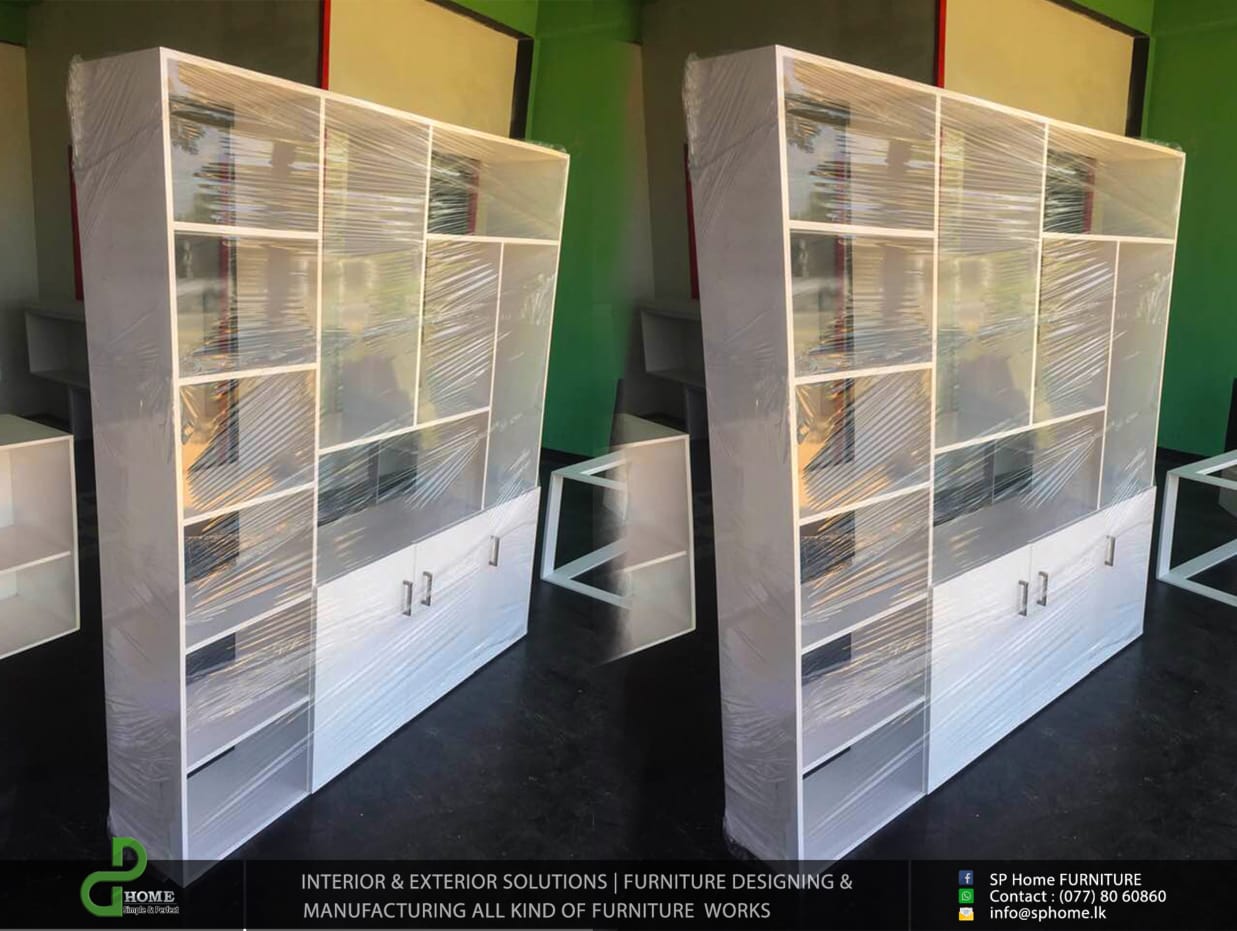 HOME
Simple & Perfect
INTERIOR & EXTERIOR SOLUTIONS | FURNITURE DESIGNING &
MANUFACTURING ALL KIND OF FURNITURE WORKS
SP Home FURNITURE
Contact : (077) 80 60860
info@sphome.lk